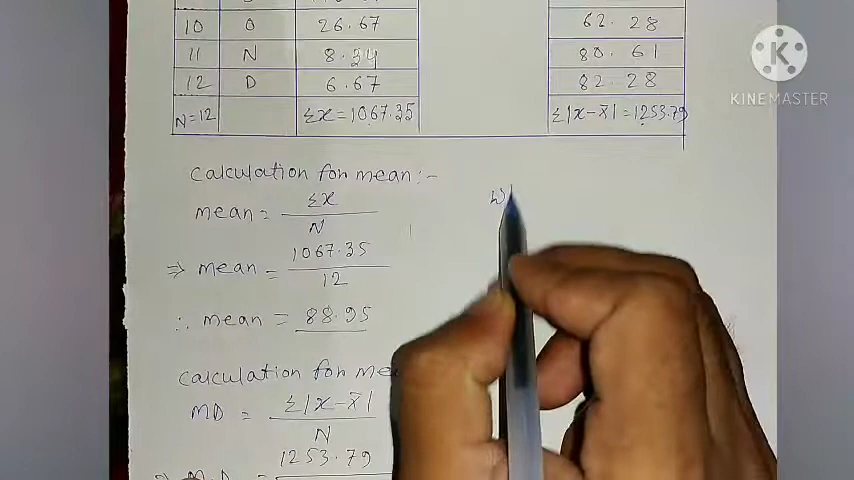 10 O 26.67 62.28
11 N 8.34 80.61
12 D 6.67 82.28
N=12 Σx=1067.35 Σ|x-x̄|=1253.79
KINEMASTER
calculation for mean:-
mean = Σx / N
⇒ mean = 1067.35 / 12
∴ mean = 88.95
calculation for
MD = Σ|x-x̄| / N
1253.79